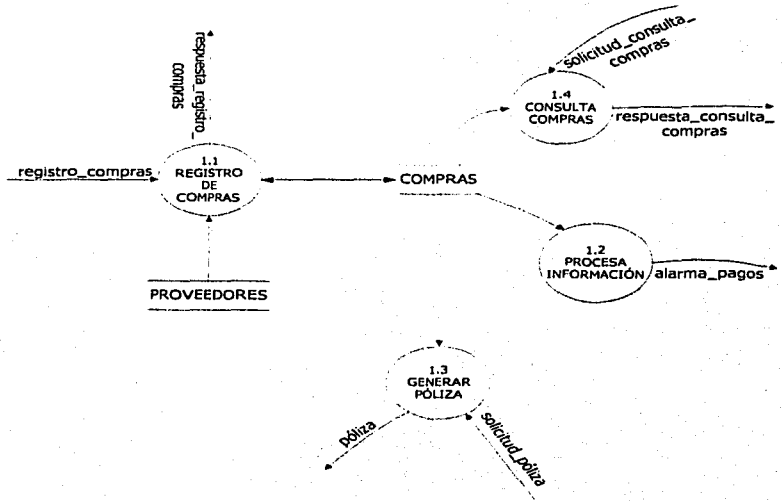 respuesta_registro_
compras
solicitud_consulta_
compras
1.4
CONSULTA
COMPRAS
respuesta_consulta_
compras
registro_compras
1.1
REGISTRO
DE
COMPRAS
COMPRAS
1.2
PROCESA
INFORMACIÓN
alarma_pagos
PROVEEDORES
1.3
GENERAR
PÓLIZA
póliza
solicitud_póliza